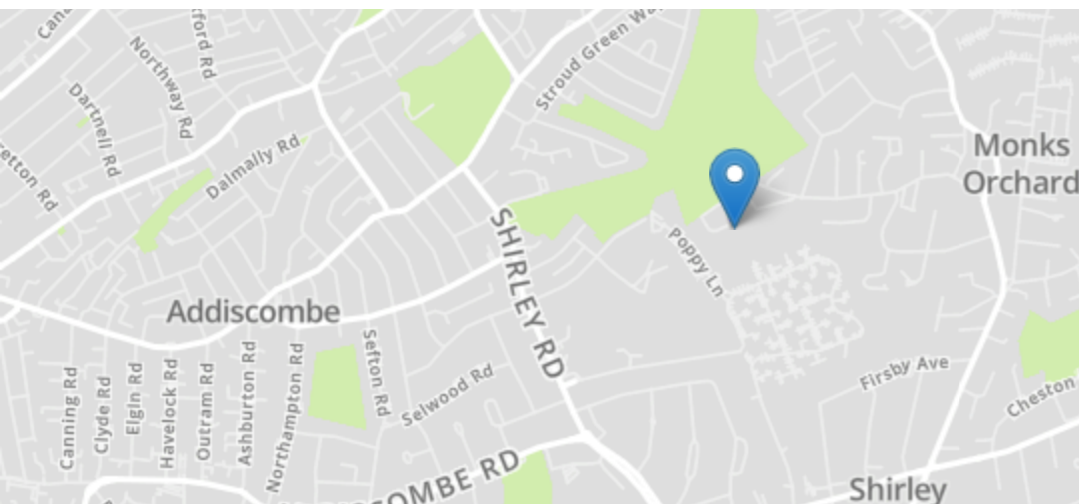 Northway Rd
Stroud Green
Dartnell Rd
Dalmally Rd
Monks
Orchard
SHIRLEY RD
Poppy Ln
Addiscombe
Sefton Rd
Selwood Rd
Firsby Ave
Cheston
Canning Rd
Clyde Rd
Elgin Rd
Havelock Rd
Outram Rd
Ashburton Rd
Northampton Rd
RD
Shirley